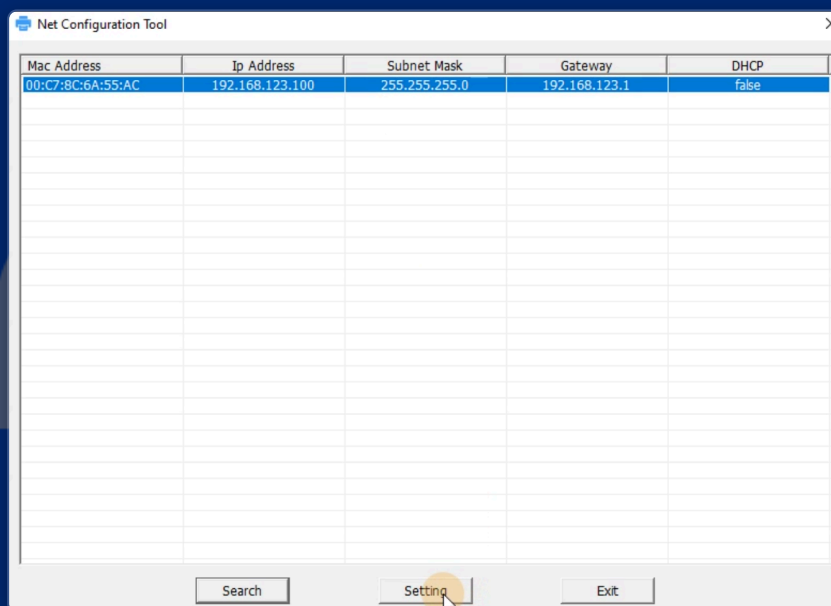 Net Configuration Tool
Mac Address Ip Address Subnet Mask Gateway DHCP
00:C7:8C:6A:55:AC 192.168.123.100 255.255.255.0 192.168.123.1 false
Search Setting Exit